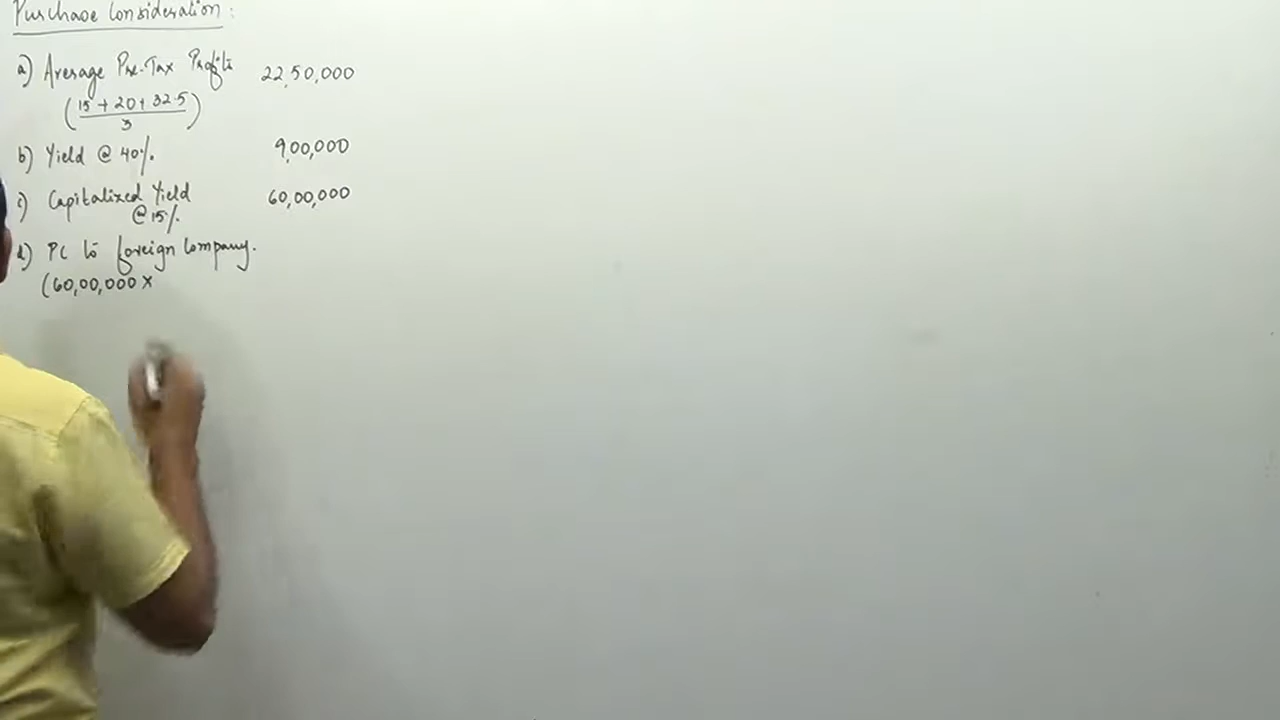 Purchase Consideration :
a) Average Pre-Tax Profits 22,50,000
(15 + 20 + 32.5
3)
b) Yield @ 40% 9,00,000
c) Capitalized Yield 60,00,000
@ 15%
d) PC to foreign Company.
(60,00,000 x